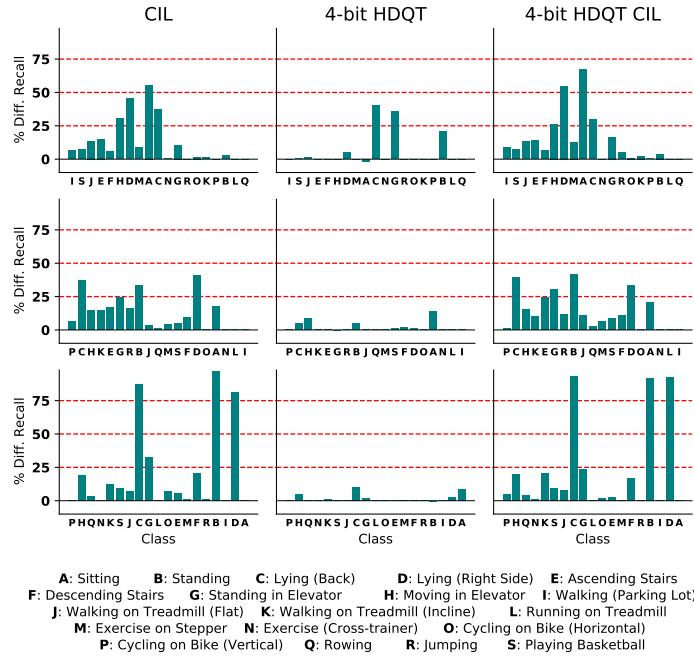 CIL 4-bit HDQT 4-bit HDQT CIL
% Diff. Recall
75
50
25
0
I S J E F H D M A C N G R O K P B L Q I S J E F H D M A C N G R O K P B L Q I S J E F H D M A C N G R O K P B L Q
% Diff. Recall
75
50
25
0
P C H K E G R B J Q M S F D O A N L I P C H K E G R B J Q M S F D O A N L I P C H K E G R B J Q M S F D O A N L I
% Diff. Recall
75
50
25
0
P H Q N K S J C G L O E M F R B I D A P H Q N K S J C G L O E M F R B I D A P H Q N K S J C G L O E M F R B I D A
Class Class Class
A: Sitting B: Standing C: Lying (Back) D: Lying (Right Side) E: Ascending Stairs
F: Descending Stairs G: Standing in Elevator H: Moving in Elevator I: Walking (Parking Lot)
J: Walking on Treadmill (Flat) K: Walking on Treadmill (Incline) L: Running on Treadmill
M: Exercise on Stepper N: Exercise (Cross-trainer) O: Cycling on Bike (Horizontal)
P: Cycling on Bike (Vertical) Q: Rowing R: Jumping S: Playing Basketball